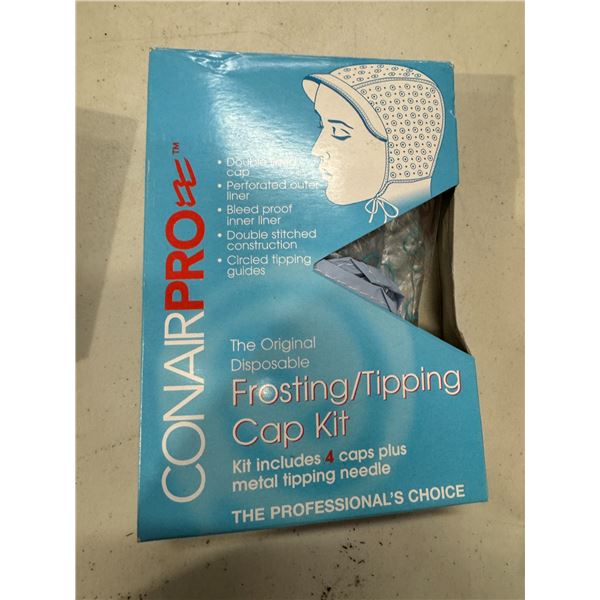 CONAIRPRO™
• Double lined
cap
• Perforated outer
liner
• Bleed proof
inner liner
• Double stitched
construction
• Circled tipping
guides
The Original
Disposable
Frosting/Tipping
Cap Kit
Kit includes 4 caps plus
metal tipping needle
THE PROFESSIONAL'S CHOICE